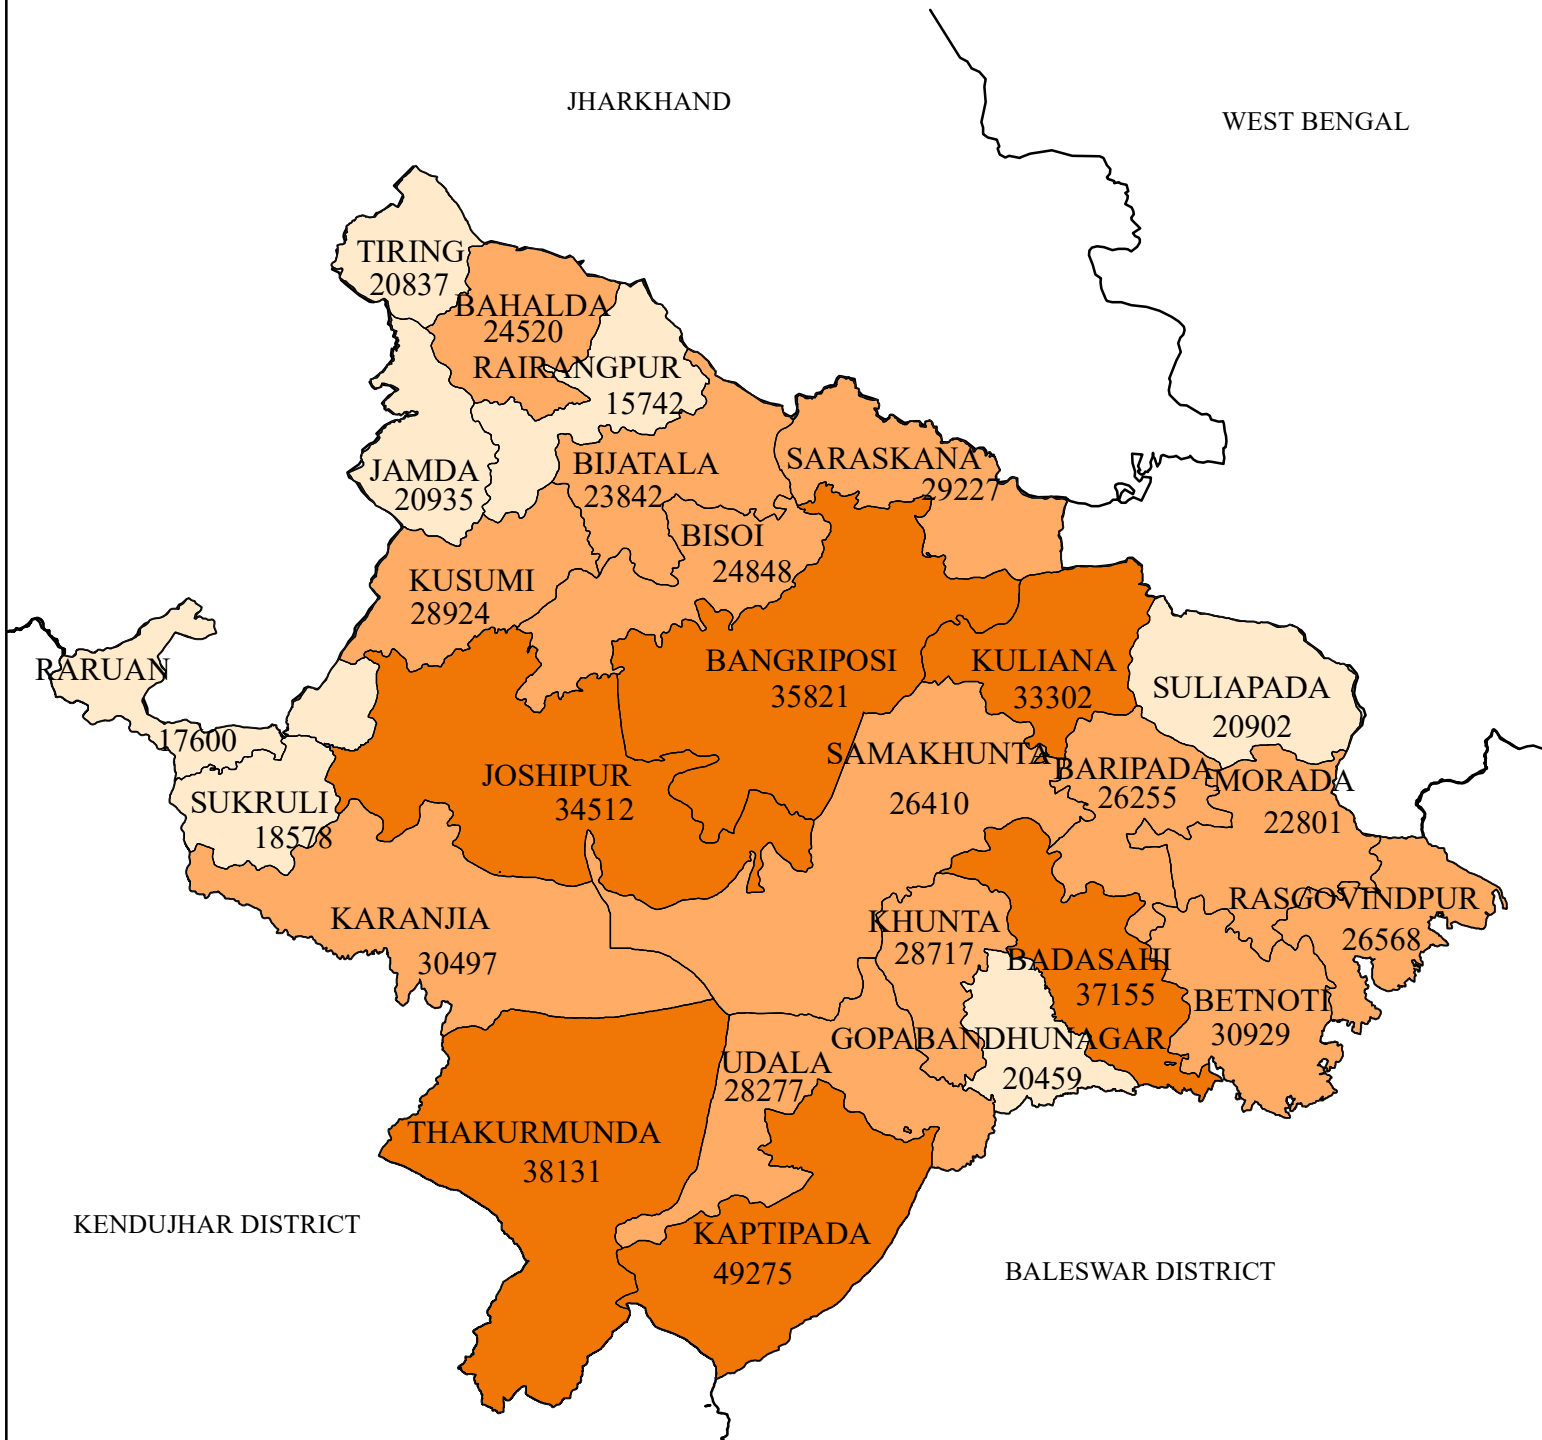 JHARKHAND
WEST BENGAL
TIRING
20837
BAHALDA
24520
RAIRANGPUR
15742
JAMDA
20935
BIJATALA
23842
SARASKANA
29227
BISOI
24848
KUSUMI
28924
RARUAN
17600
BANGRIPOSI
35821
KULIANA
33302
SULIAPADA
20902
SUKRULI
18578
JOSHIPUR
34512
SAMAKHUNTA
26410
BARIPADA
26255
MORADA
22801
KARANJIA
30497
KHUNTA
28717
RASGOVINDPUR
26568
BADASAHI
37155
BETNOTI
30929
GOPABANDHUNAGAR
20459
UDALA
28277
THAKURMUNDA
38131
KAPTIPADA
49275
KENDUJHAR DISTRICT
BALESWAR DISTRICT